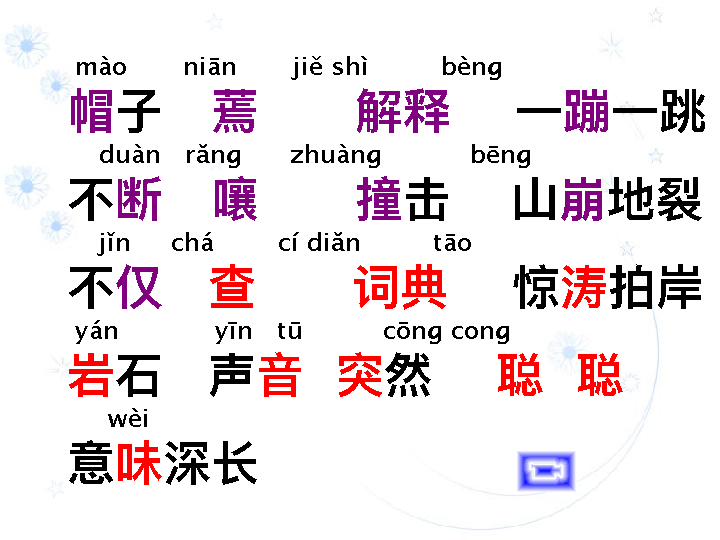 mào niān jiě shì bèng
帽子 蔫 解释 一蹦一跳
duàn rǎng zhuàng bēng
不断 嚷 撞击 山崩地裂
jǐn chá cí diǎn tāo
不仅 查 词典 惊涛拍岸
yán yīn tū cōng cong
岩石 声音 突然 聪 聪
wèi
意味深长